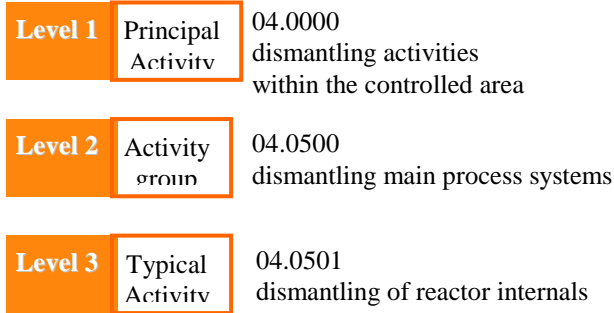 Level 1 Principal Activity 04.0000
dismantling activities
within the controlled area
Level 2 Activity group 04.0500
dismantling main process systems
Level 3 Typical Activity 04.0501
dismantling of reactor internals